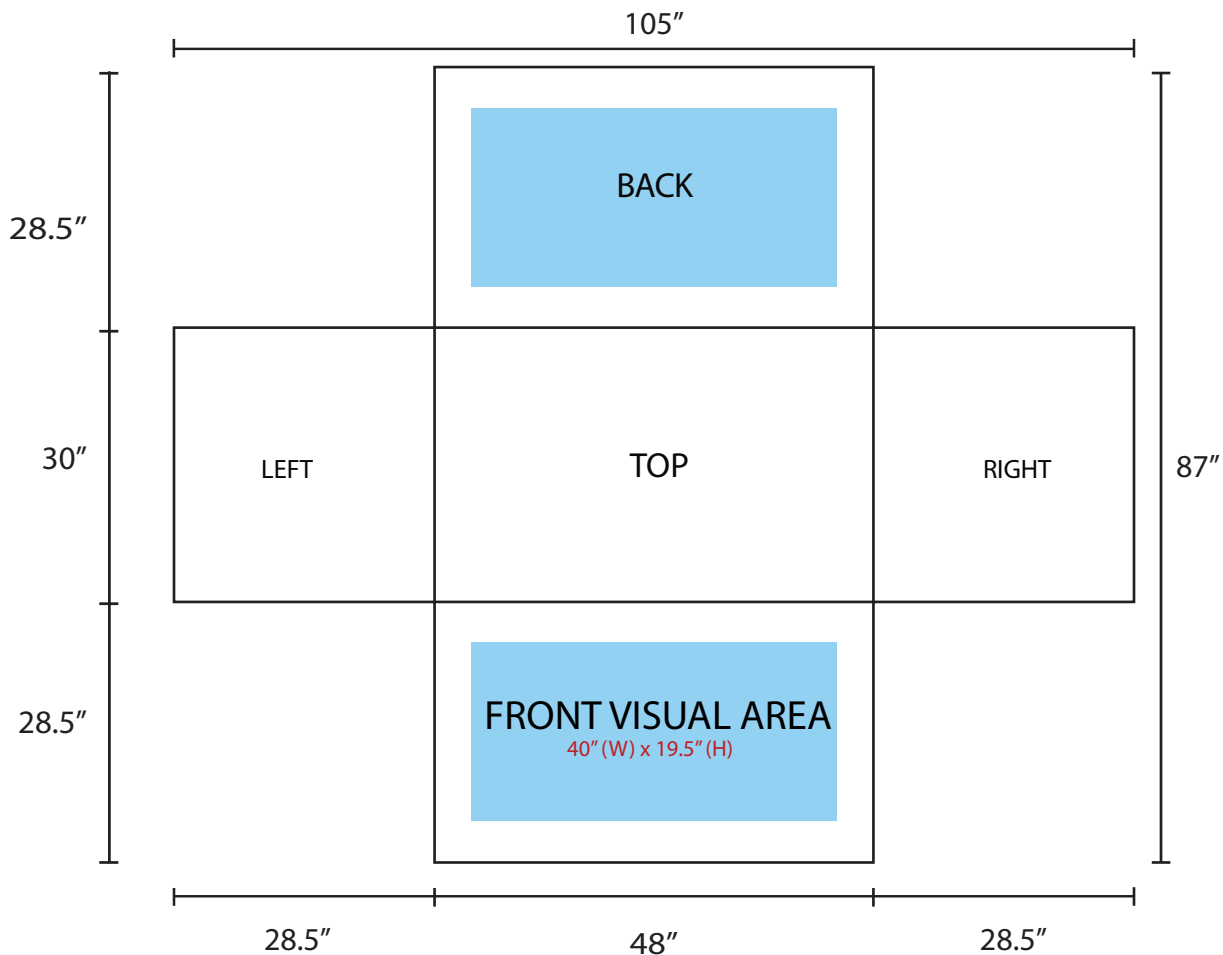 105”
BACK
28.5”
30”
LEFT
TOP
RIGHT
87”
FRONT VISUAL AREA
40” (W) x 19.5” (H)
28.5”
28.5”
48”
28.5”